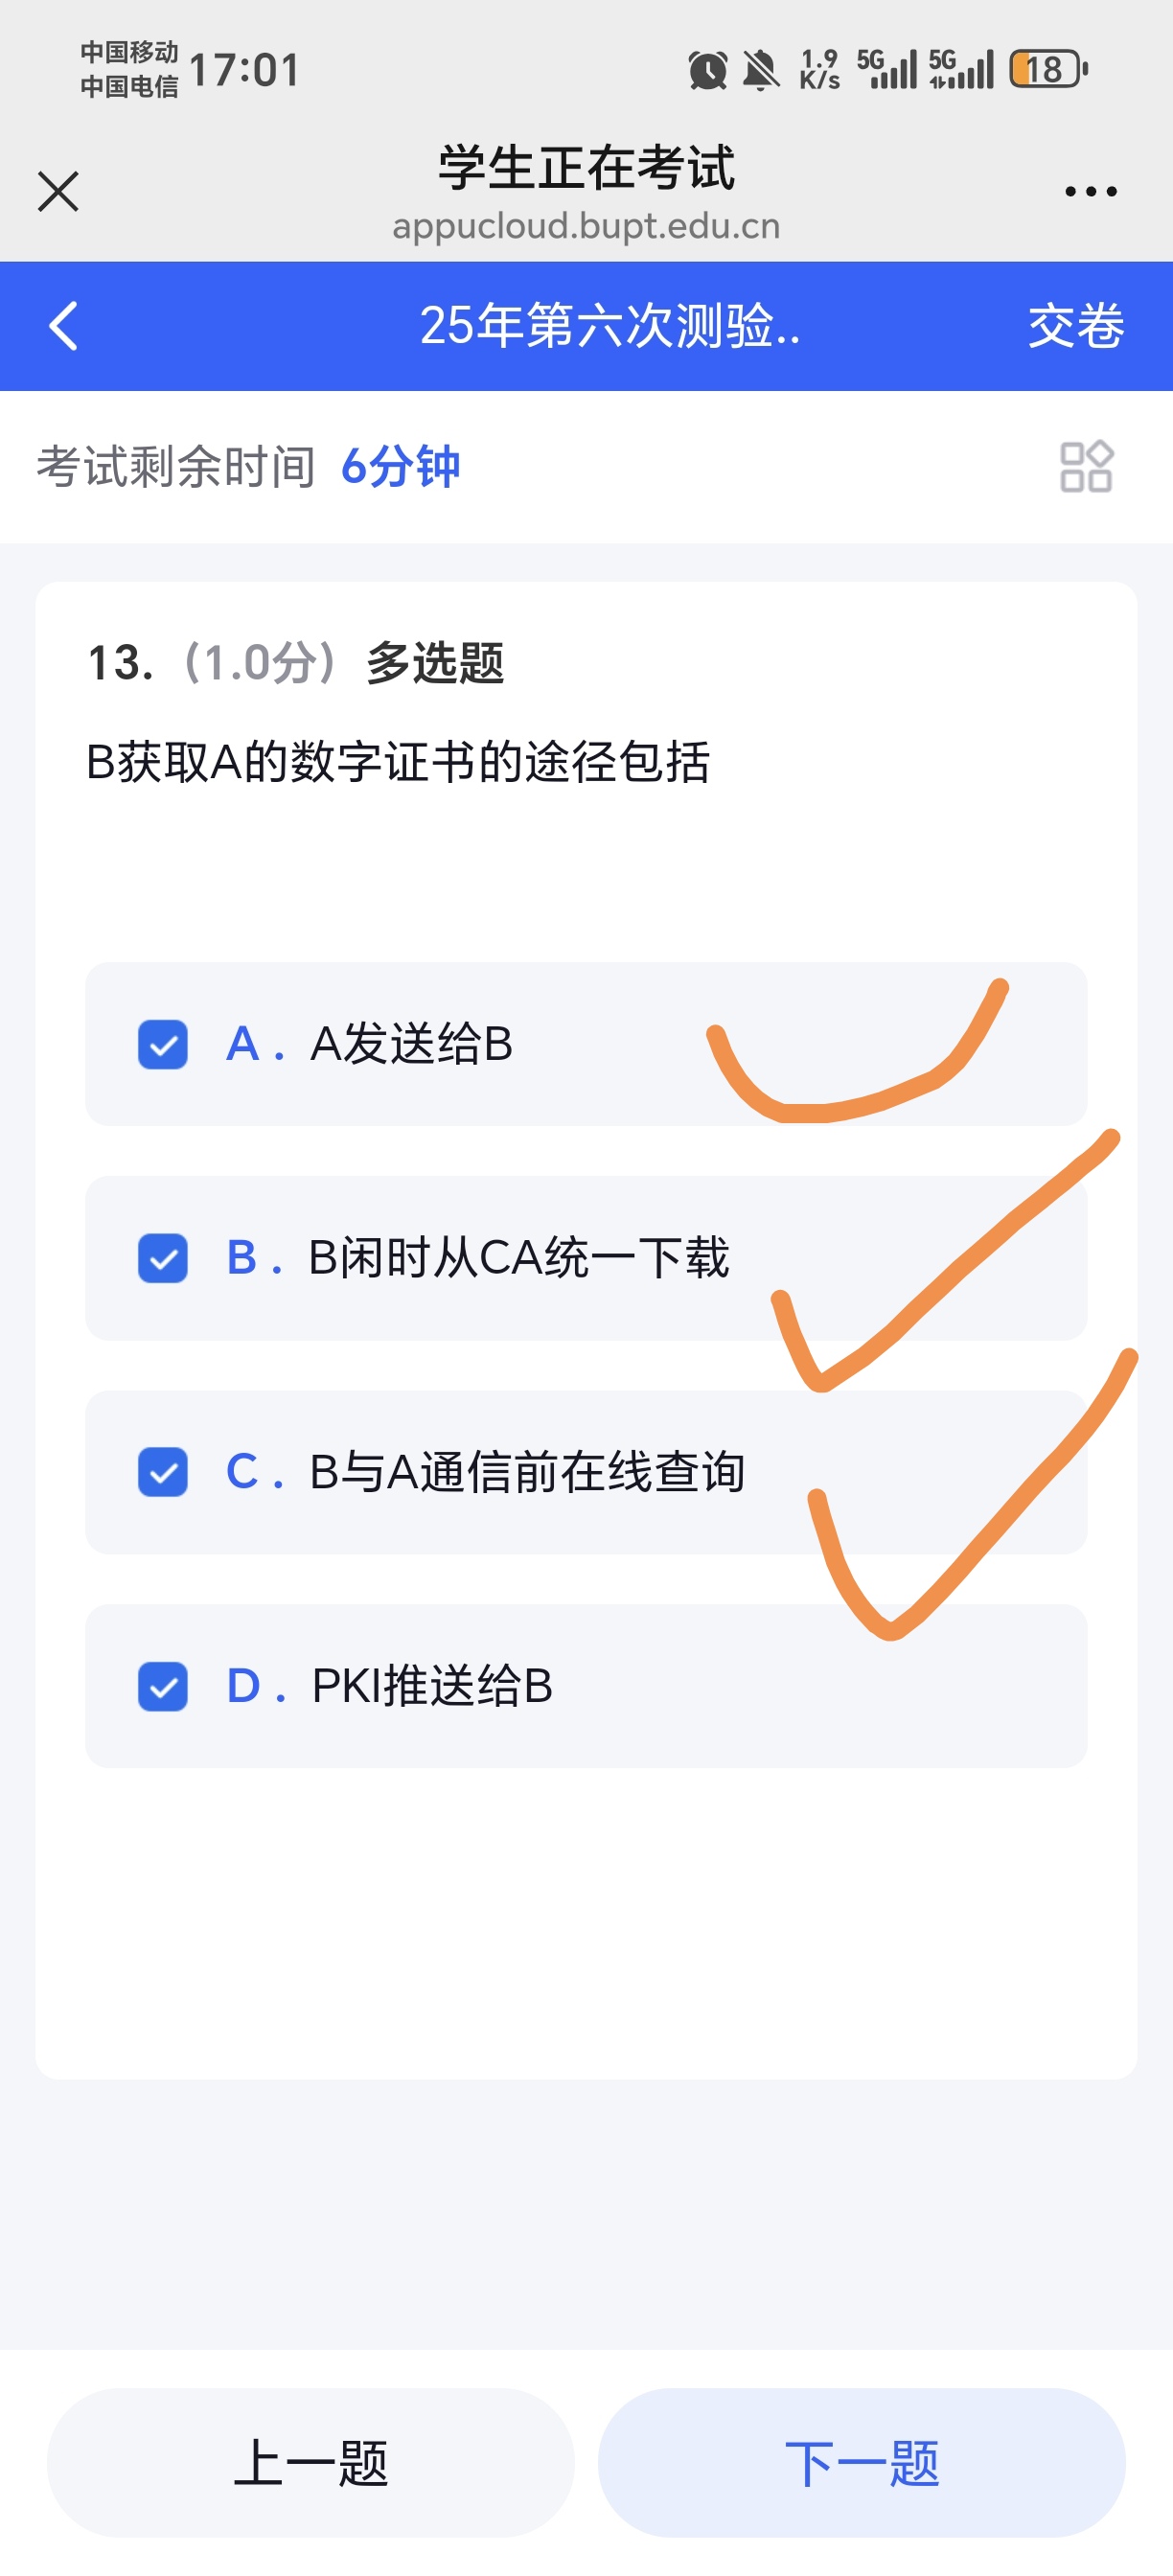 中国移动
中国电信
17:01
1.9
K/s
5G
5G
18
学生正在考试
appucloud.bupt.edu.cn
25年第六次测验..
交卷
考试剩余时间 6分钟
13. (1.0分) 多选题
B获取A的数字证书的途径包括
A. A发送给B
B. B闲时从CA统一下载
C. B与A通信前在线查询
D. PKI推送给B
上一题
下一题